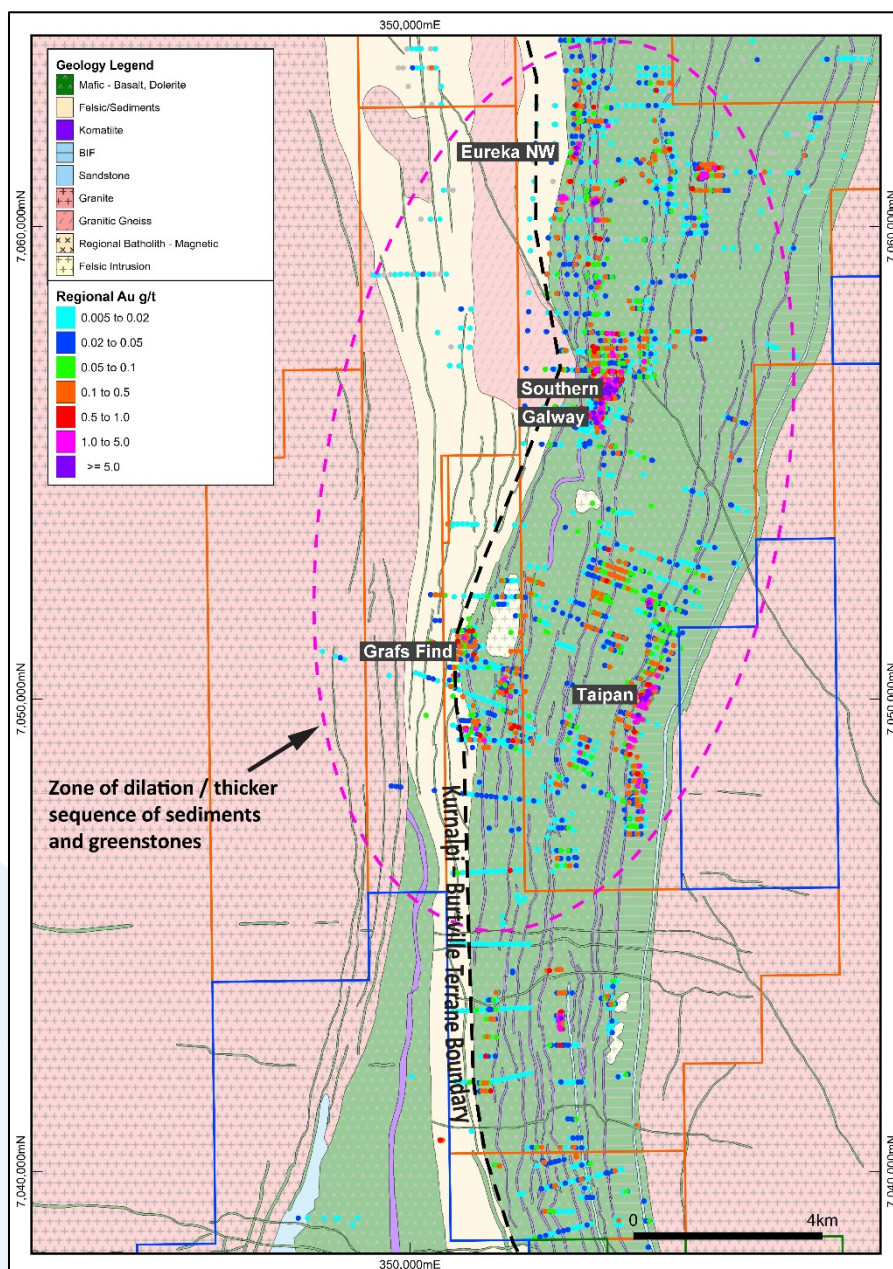 350,000mE
Geology Legend
Mafic - Basalt, Dolerite
Felsic/Sediments
Komatiite
BIF
Sandstone
Granite
Granitic Gneiss
Regional Batholith - Magnetic
Felsic Intrusion
Regional Au g/t
0.005 to 0.02
0.02 to 0.05
0.05 to 0.1
0.1 to 0.5
0.5 to 1.0
1.0 to 5.0
>= 5.0
Eureka NW
7,060,000mN
7,060,000mN
Southern
Galway
Grafs Find
Taipan
7,050,000mN
7,050,000mN
Zone of dilation / thicker
sequence of sediments
and greenstones
Kurnalpi - Burtville Terrane Boundary
7,040,000mN
7,040,000mN
0 4km
350,000mE